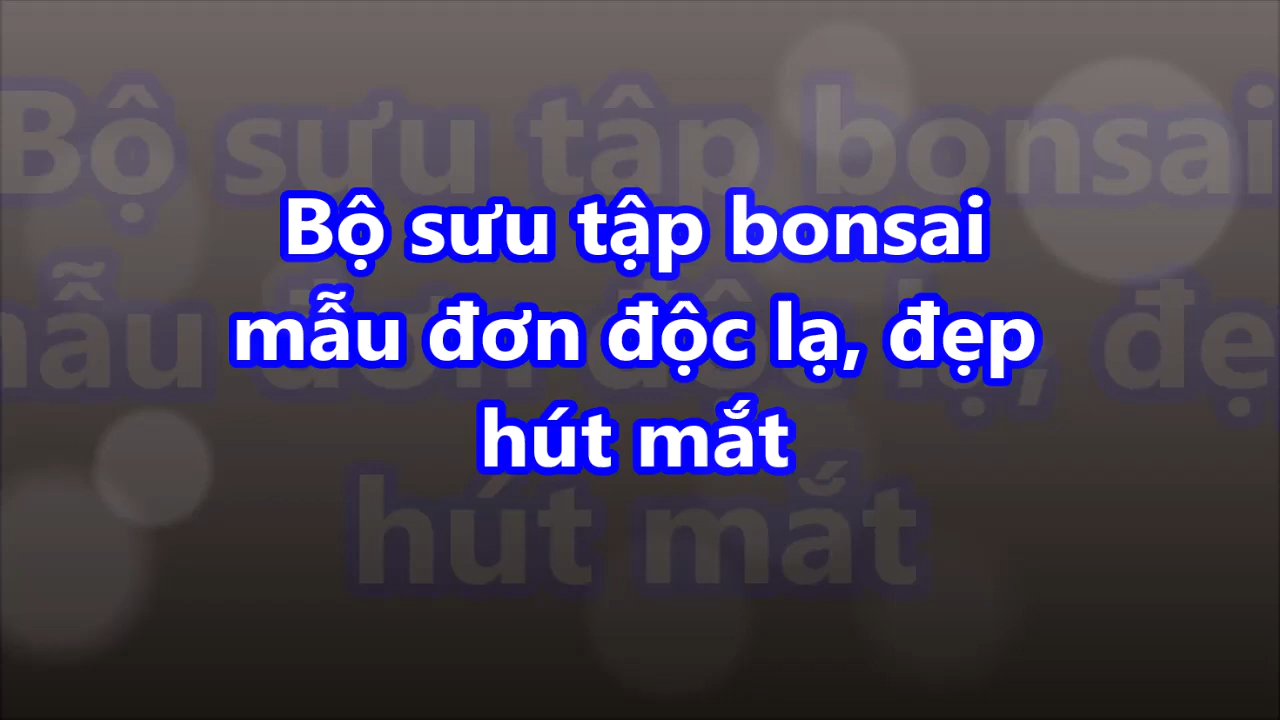 Bộ sưu tập bonsai
mẫu đơn độc lạ, đẹp
hút mắt